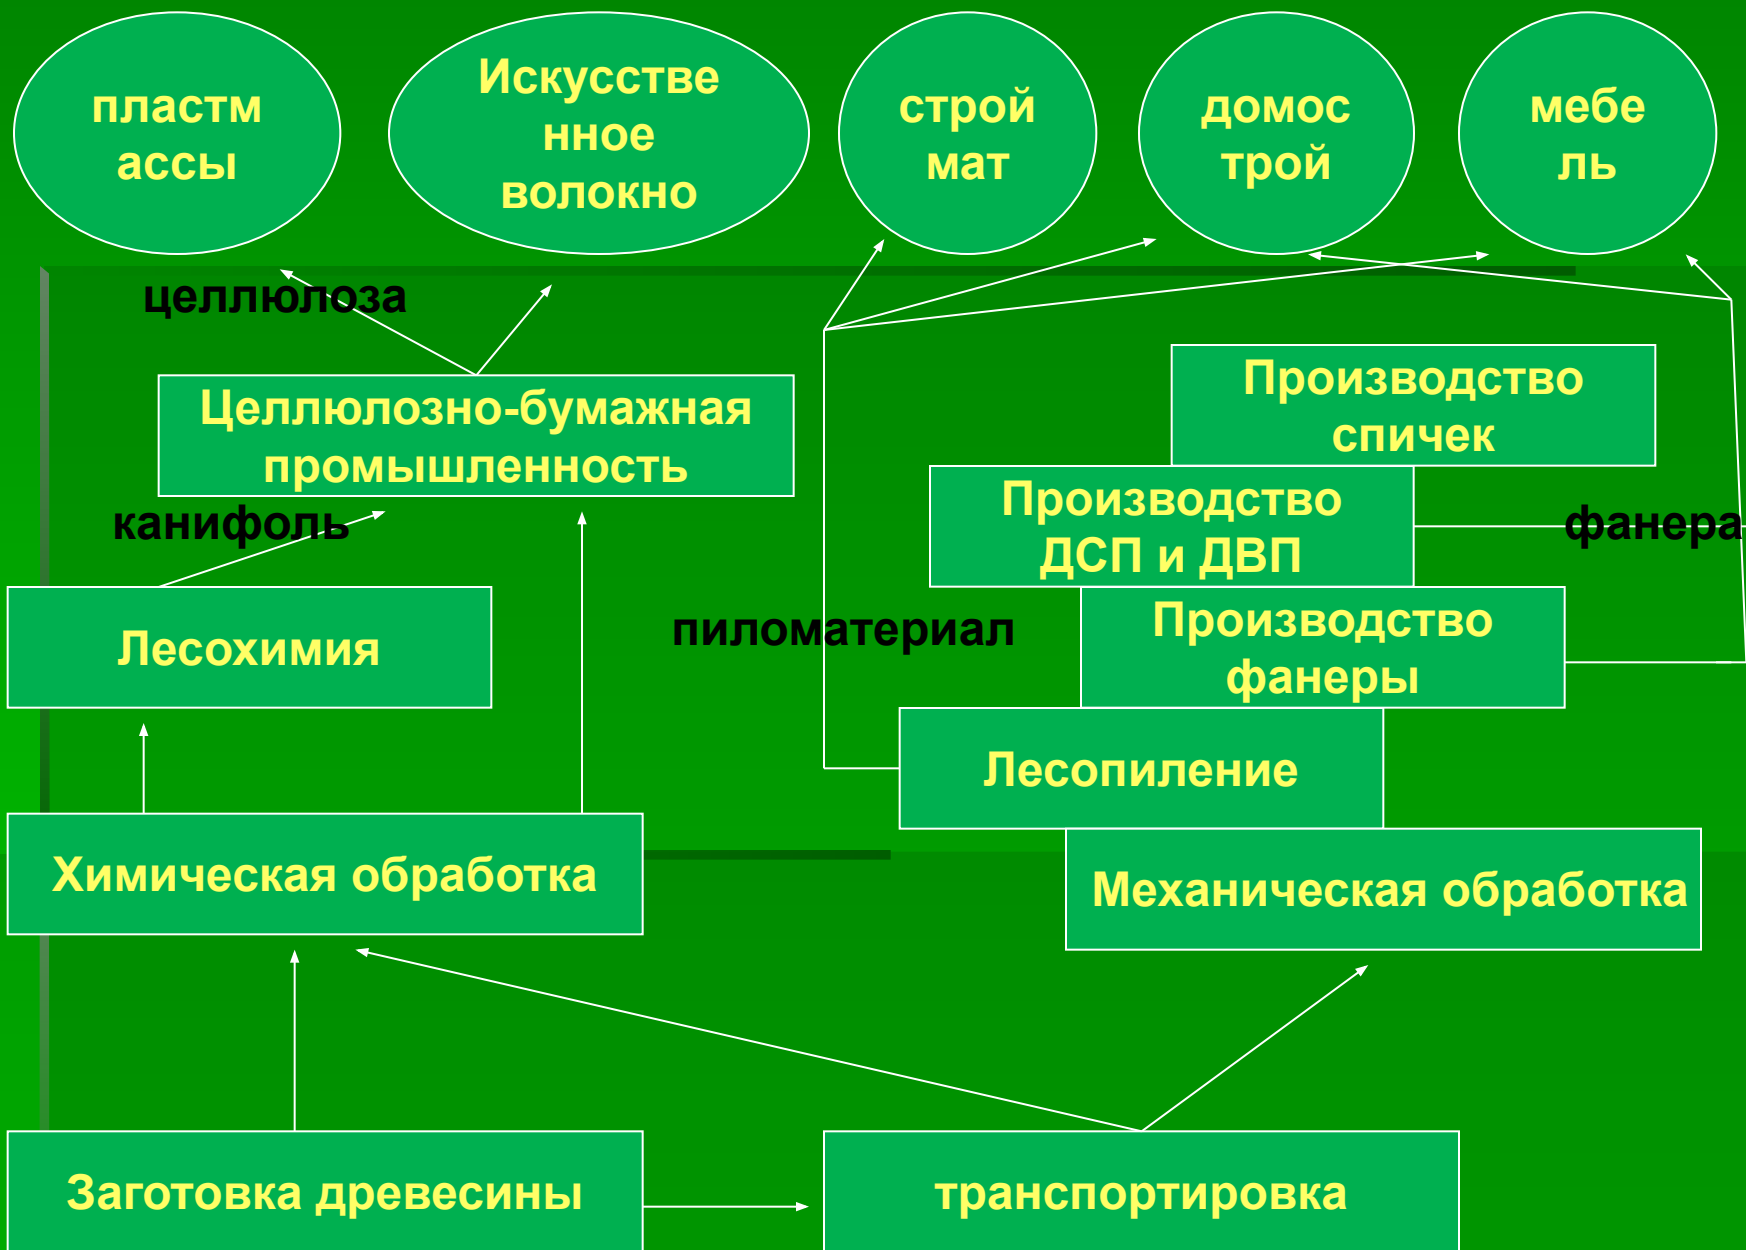 пластм
ассы
Искусстве
нное
волокно
строй
мат
домос
трой
мебе
ль
целлюлоза
Целлюлозно-бумажная
промышленность
Производство
спичек
канифоль
Производство
ДСП и ДВП
фанера
Лесохимия
пиломатериал
Производство
фанеры
Лесопиление
Химическая обработка
Механическая обработка
Заготовка древесины
транспортировка